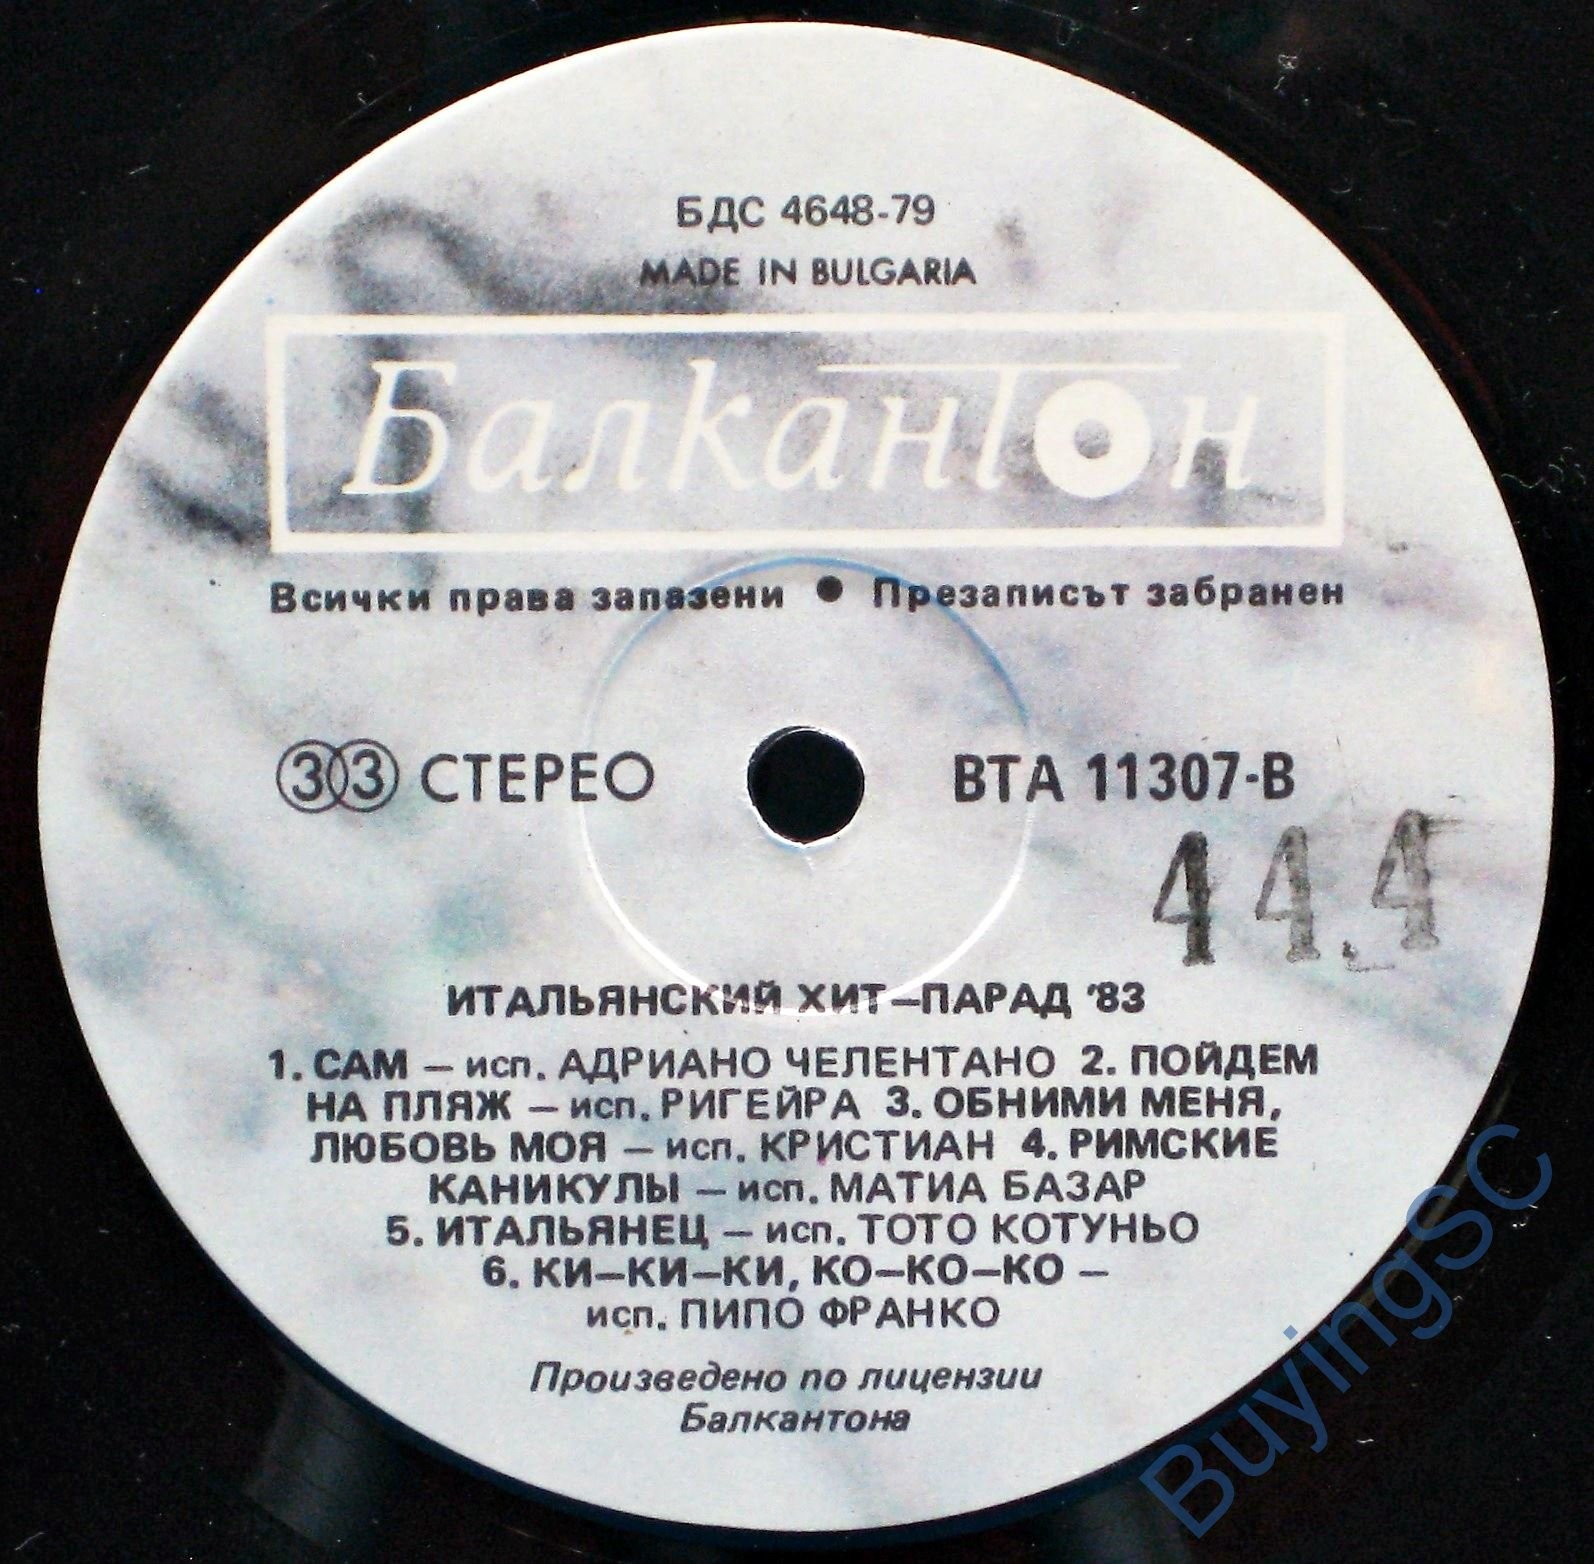 БДС 4648-79
MADE IN BULGARIA
Балкантон
Всички права запазени ● Презаписът забранен
33 СТЕРЕО ВТА 11307-В
44.4
ИТАЛЬЯНСКИЙ ХИТ–ПАРАД '83
1. САМ – исп. АДРИАНО ЧЕЛЕНТАНО 2. ПОЙДЕМ
НА ПЛЯЖ – исп. РИГЕЙРА 3. ОБНИМИ МЕНЯ,
ЛЮБОВЬ МОЯ – исп. КРИСТИАН 4. РИМСКИЕ
КАНИКУЛЫ – исп. МАТИА БАЗАР
5. ИТАЛЬЯНЕЦ – исп. ТОТО КОТУНЬО
6. КИ–КИ–КИ, КО–КО–КО –
исп. ПИПО ФРАНКО
Произведено по лицензии
Балкантона
BuyingSC